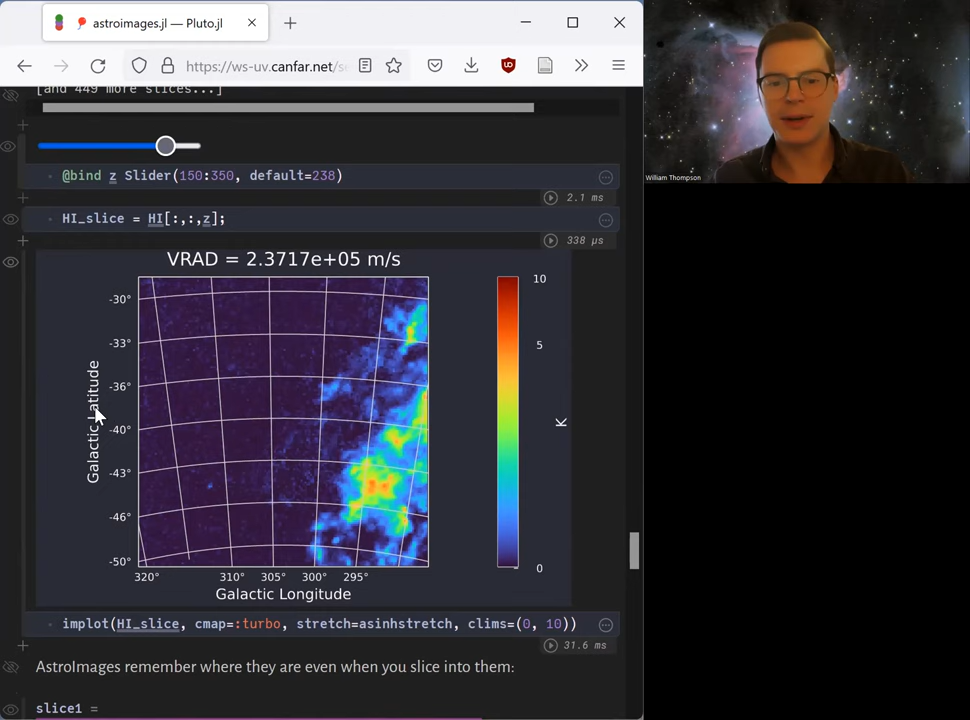 astroimages.jl — Pluto.jl
https://ws-uv.canfar.net/se
[and 449 more slices...]
@bind z Slider(150:350, default=238)
2.1 ms
HI_slice = HI[:,:,z];
338 μs
VRAD = 2.3717e+05 m/s
-30°
-33°
-36°
-40°
-43°
-46°
-50°
Galactic Latitude
320°
310°
305°
300°
295°
Galactic Longitude
10
5
0
K
implot(HI_slice, cmap=:turbo, stretch=asinhstretch, clims=(0, 10))
31.6 ms
AstroImages remember where they are even when you slice into them:
slice1 =
William Thompson